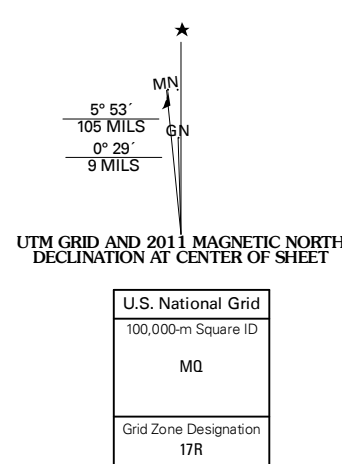 ★
MN
5° 53´
105 MILS
GN
0° 29´
9 MILS
UTM GRID AND 2011 MAGNETIC NORTH
DECLINATION AT CENTER OF SHEET
U.S. National Grid
100,000-m Square ID
MQ
Grid Zone Designation
17R